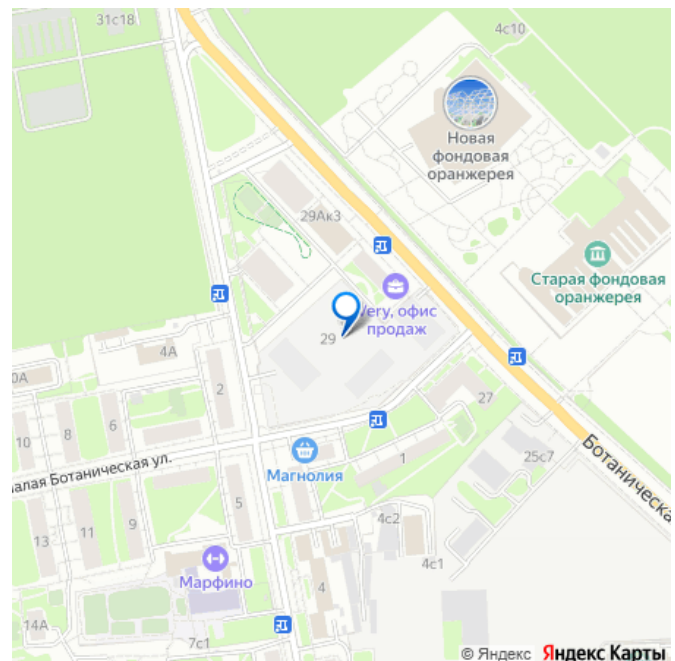 31с18
4с10
Новая
фондовая
оранжерея
29Ак3
Старая фондовая
оранжерея
Very, офис
продаж
29
4А
0А
2
6
8
10
27
Магнолия
1
25с7
Ботаническа
алая Ботаническая ул.
5
9
11
13
4с2
4с1
Марфино
4
14А
7с1
© Яндекс Яндекс Карты